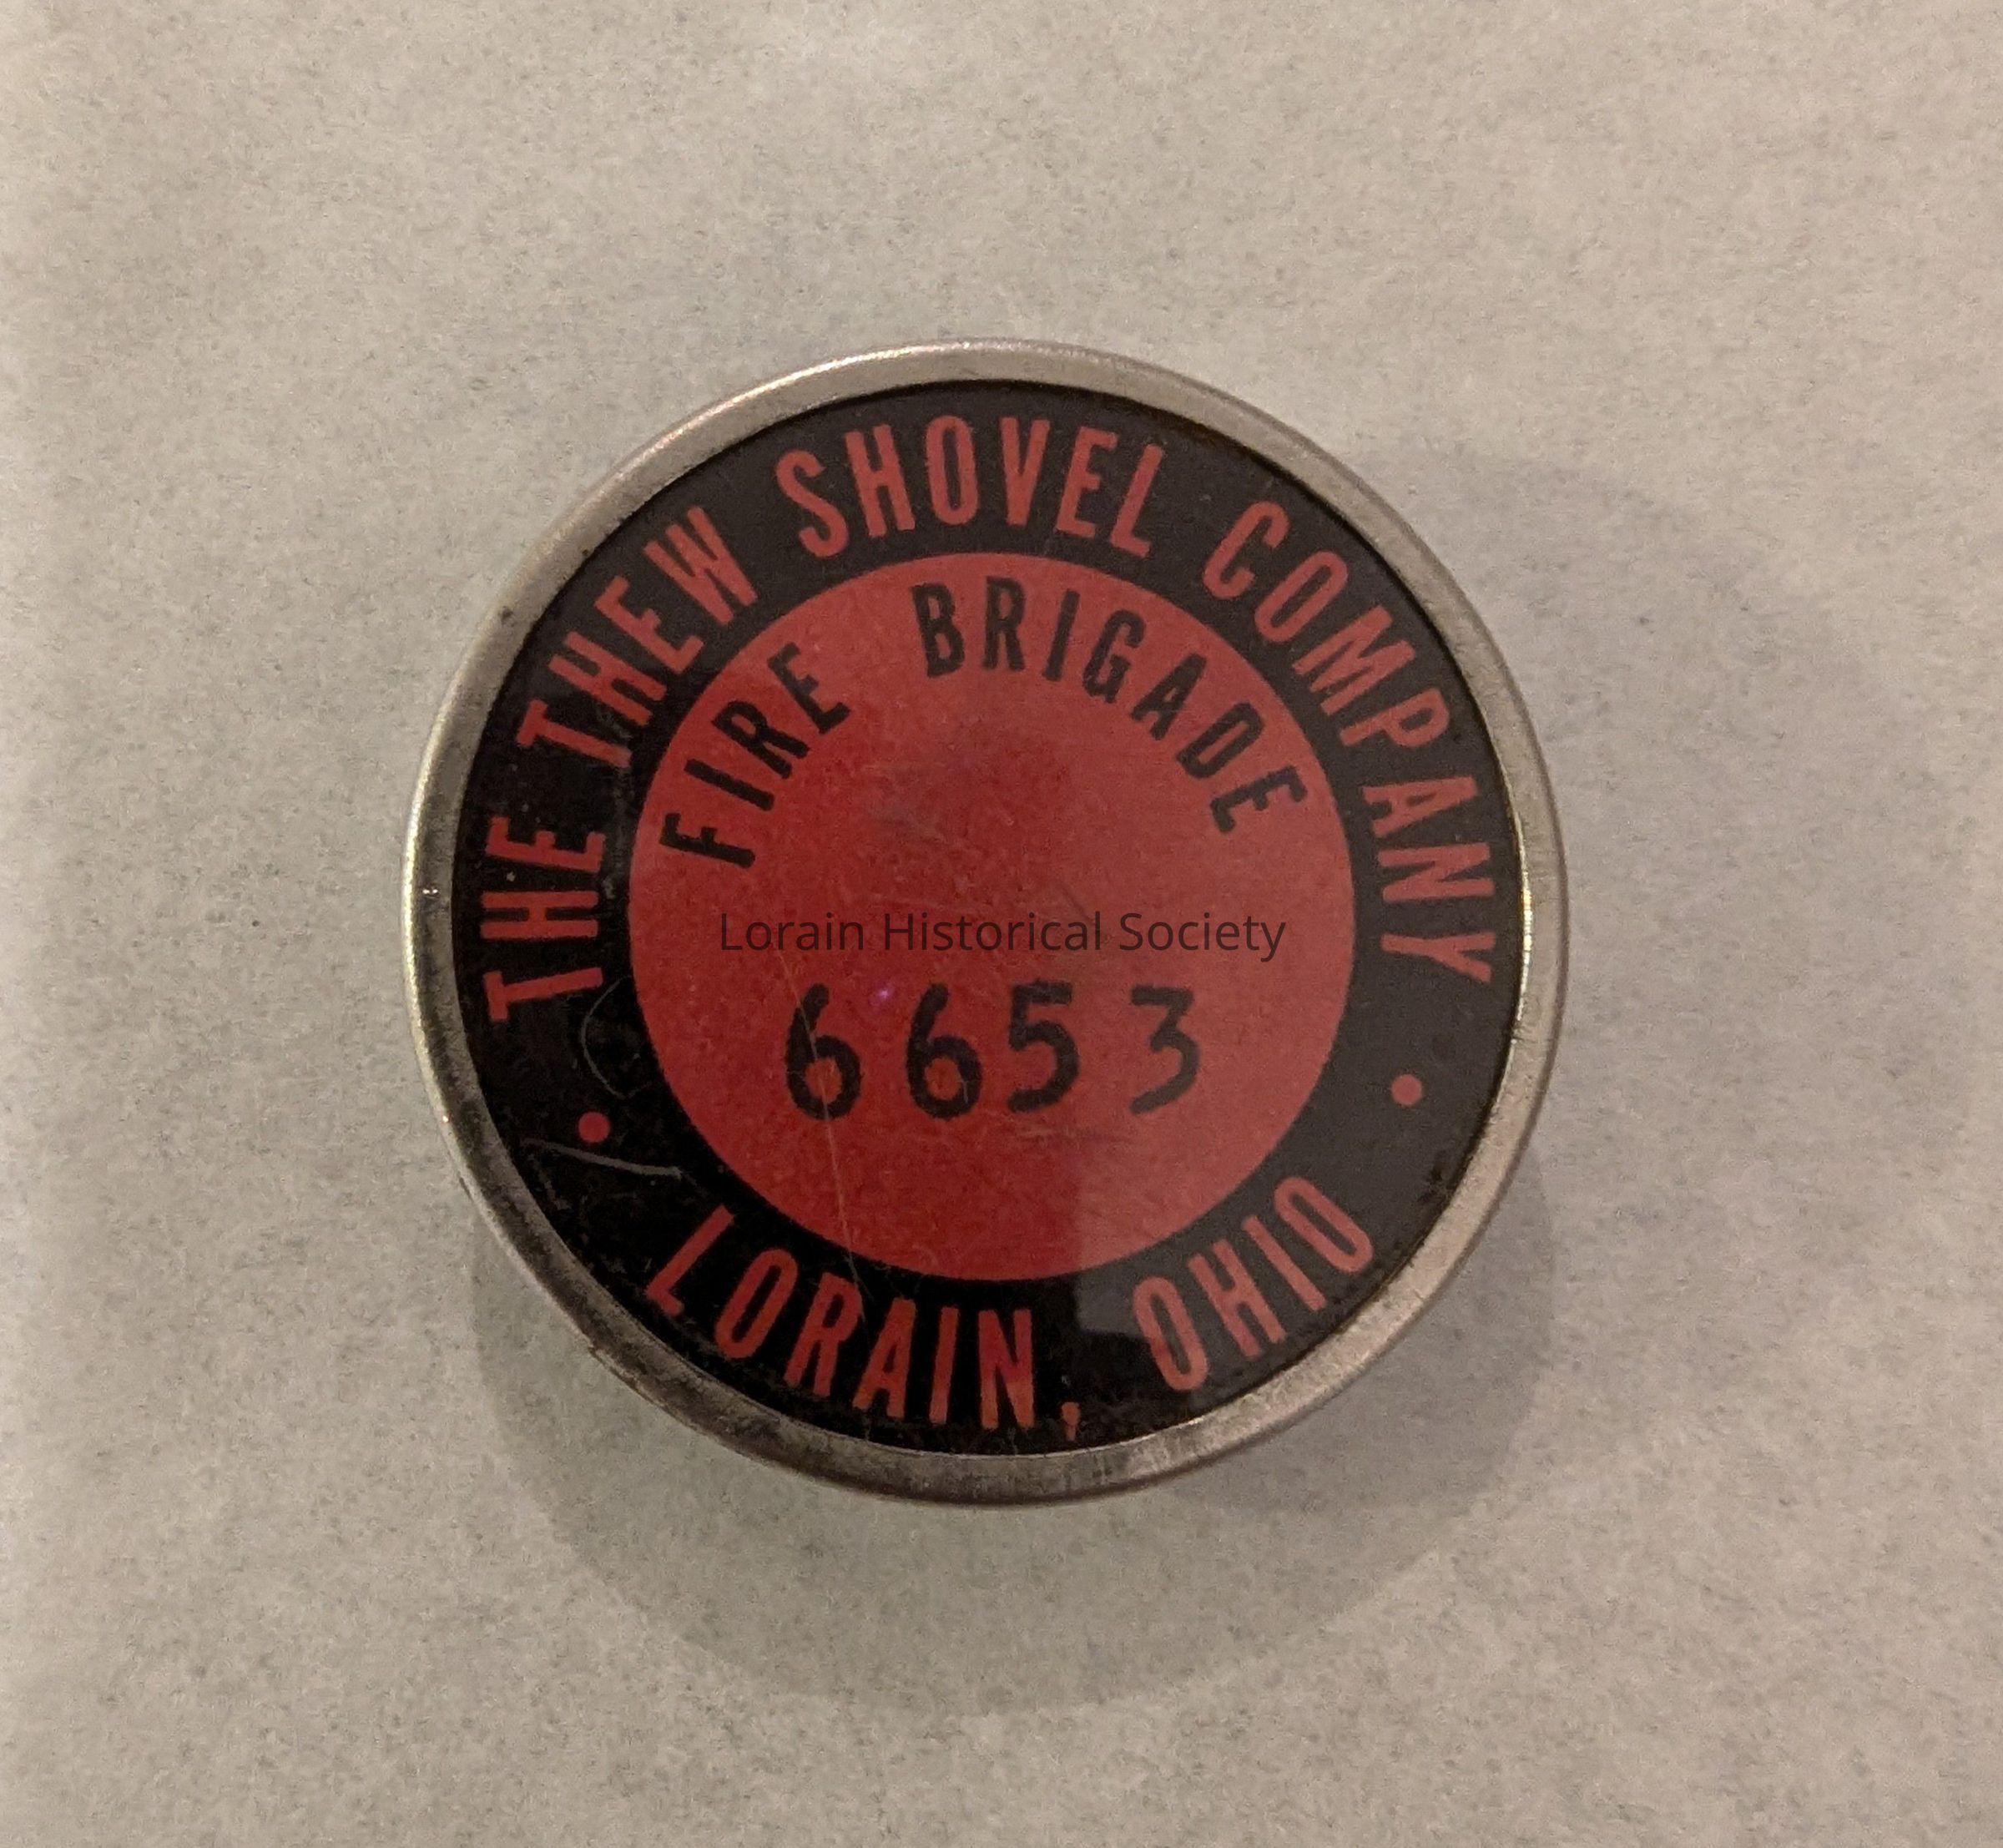 THE THEW SHOVEL COMPANY
FIRE BRIGADE
Lorain Historical Society
6653
• LORAIN, OHIO •